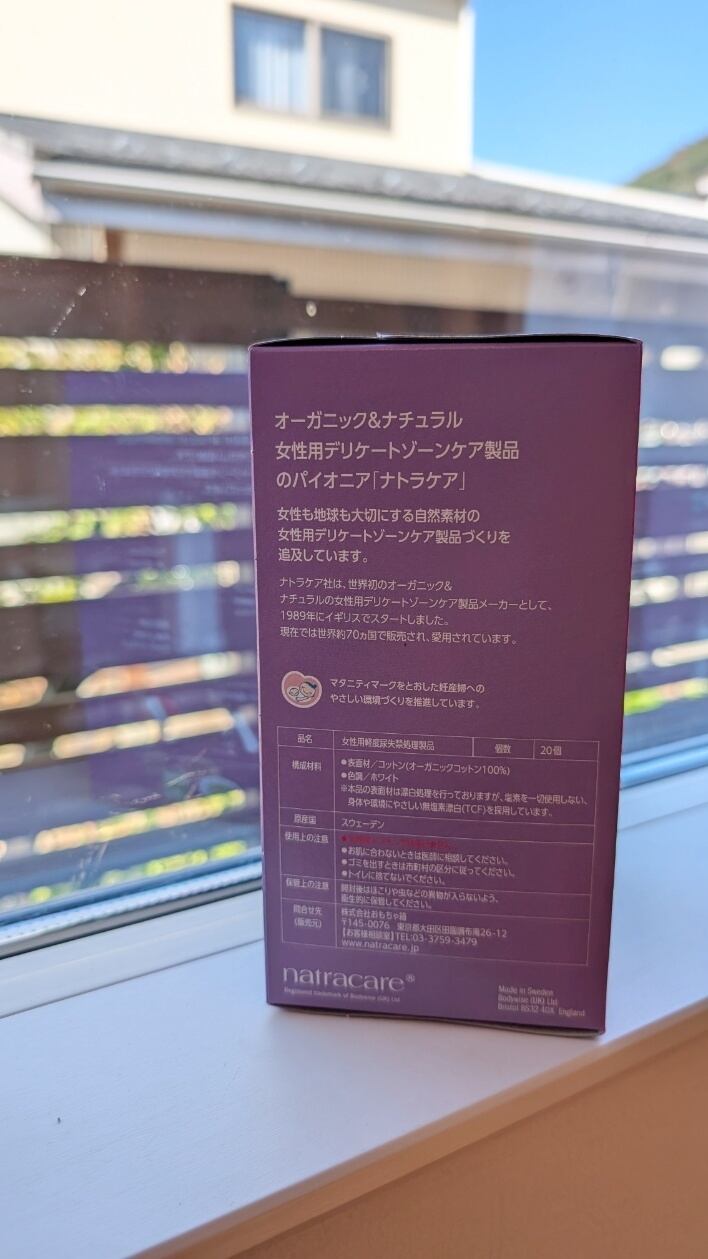 オーガニック&ナチュラル
女性用デリケートゾーンケア製品
のパイオニア「ナトラケア」
女性も地球も大切にする自然素材の
女性用デリケートゾーンケア製品づくりを
追及しています。
ナトラケア社は、世界初のオーガニック&
ナチュラルの女性用デリケートゾーンケア製品メーカーとして、
1989年にイギリスでスタートしました。
現在では世界約70ヵ国で販売され、愛用されています。
マタニティマークをとおした妊産婦への
やさしい環境づくりを推進しています。
品名 女性用軽度尿失禁処理製品 個数 20個
構成材料 ●表面材/コットン(オーガニックコットン100%)
●色調/ホワイト
※本品の表面材は漂白処理を行っておりますが、塩素を一切使用しない、
身体や環境にやさしい無塩素漂白(TCF)を採用しています。
原産国 スウェーデン
使用上の注意
●お肌に合わないときは医師に相談してください。
●ゴミを出すときは市町村の区分に従ってください。
●トイレに捨てないでください。
保管上の注意 開封後はほこりや虫などの異物が入らないよう、
衛生的に保管してください。
問合せ先 株式会社おもちゃ箱
(販売元) 〒145-0076 東京都大田区田園調布南26-12
【お客様相談室】TEL:03-3759-3479
www.natracare.jp
natracare®
Registered trademark of Bodywise (UK) Ltd
Made in Sweden
Bodywise (UK) Ltd
Bristol BS32 4QX England